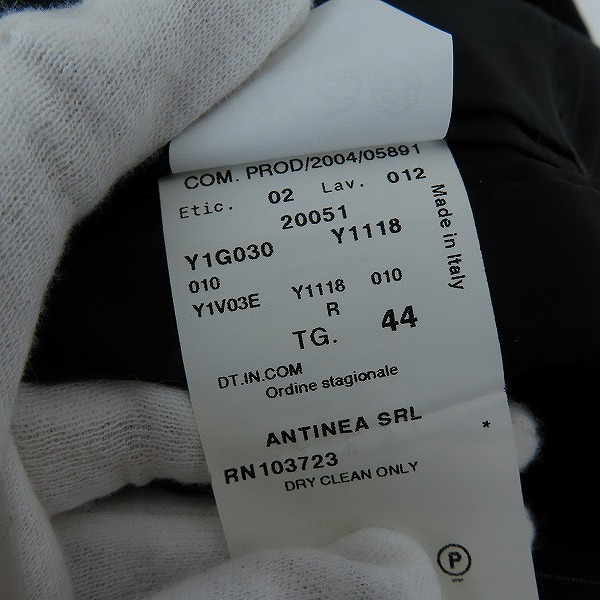 COM. PROD/2004/05891
Etic. 02 Lav. 012
20051
Y1G030 Y1118
010
Y1V03E Y1118 010
R
TG. 44
DT.IN.COM
Ordine stagionale
ANTINEA SRL *
RN103723
DRY CLEAN ONLY
P
Made in Italy